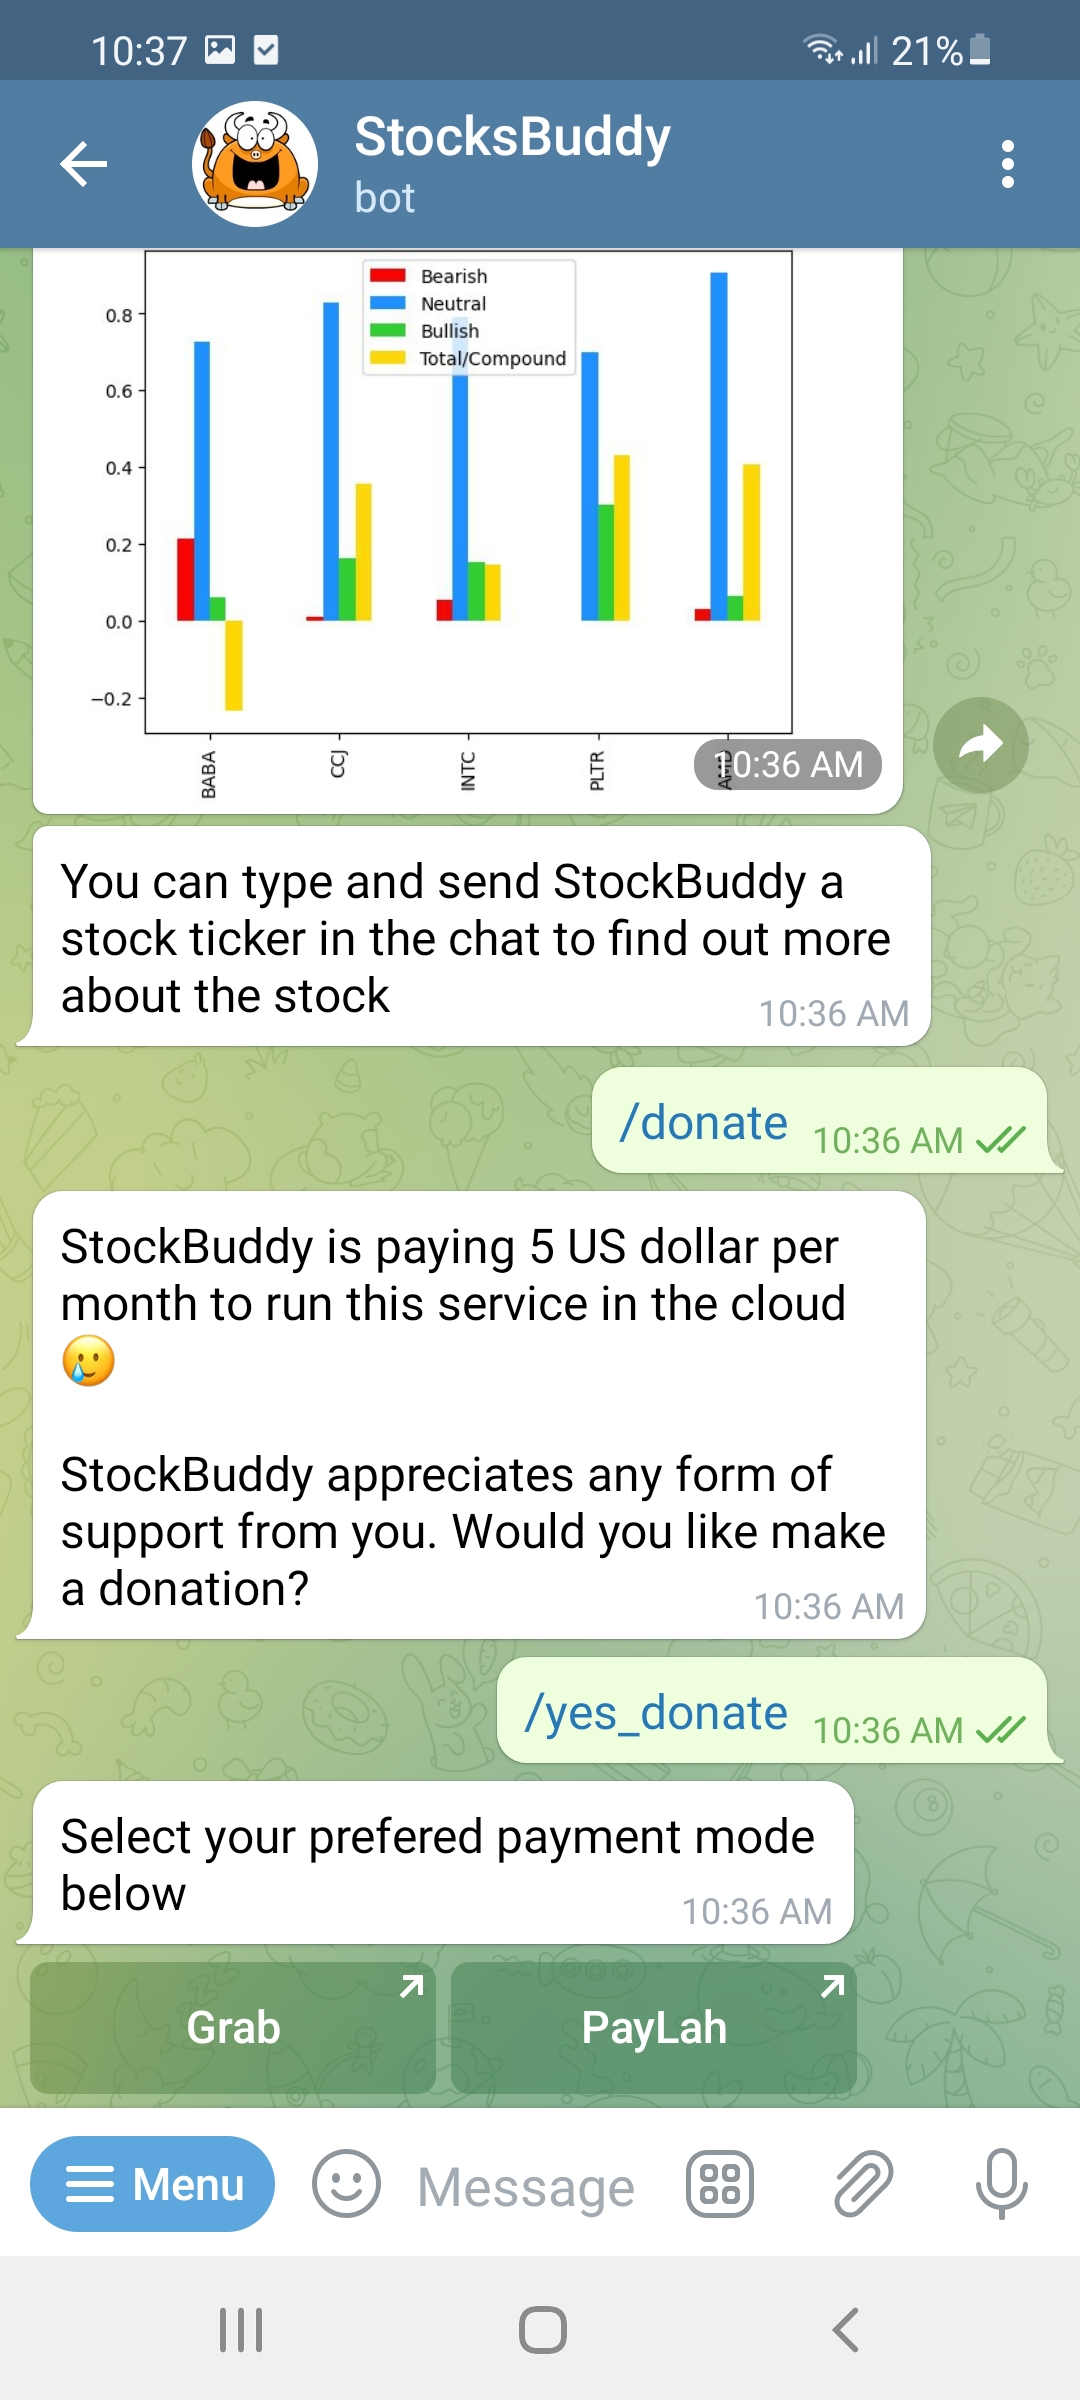 10:37
21%
StocksBuddy
bot
Bearish
Neutral
Bullish
Total/Compound
0.8
0.6
0.4
0.2
0.0
−0.2
BABA
CCJ
INTC
PLTR
10:36 AM
You can type and send StockBuddy a
stock ticker in the chat to find out more
about the stock
10:36 AM
/donate
10:36 AM
StockBuddy is paying 5 US dollar per
month to run this service in the cloud
🥲
StockBuddy appreciates any form of
support from you. Would you like make
a donation?
10:36 AM
/yes_donate
10:36 AM
Select your prefered payment mode
below
10:36 AM
Grab
PayLah
Menu
Message